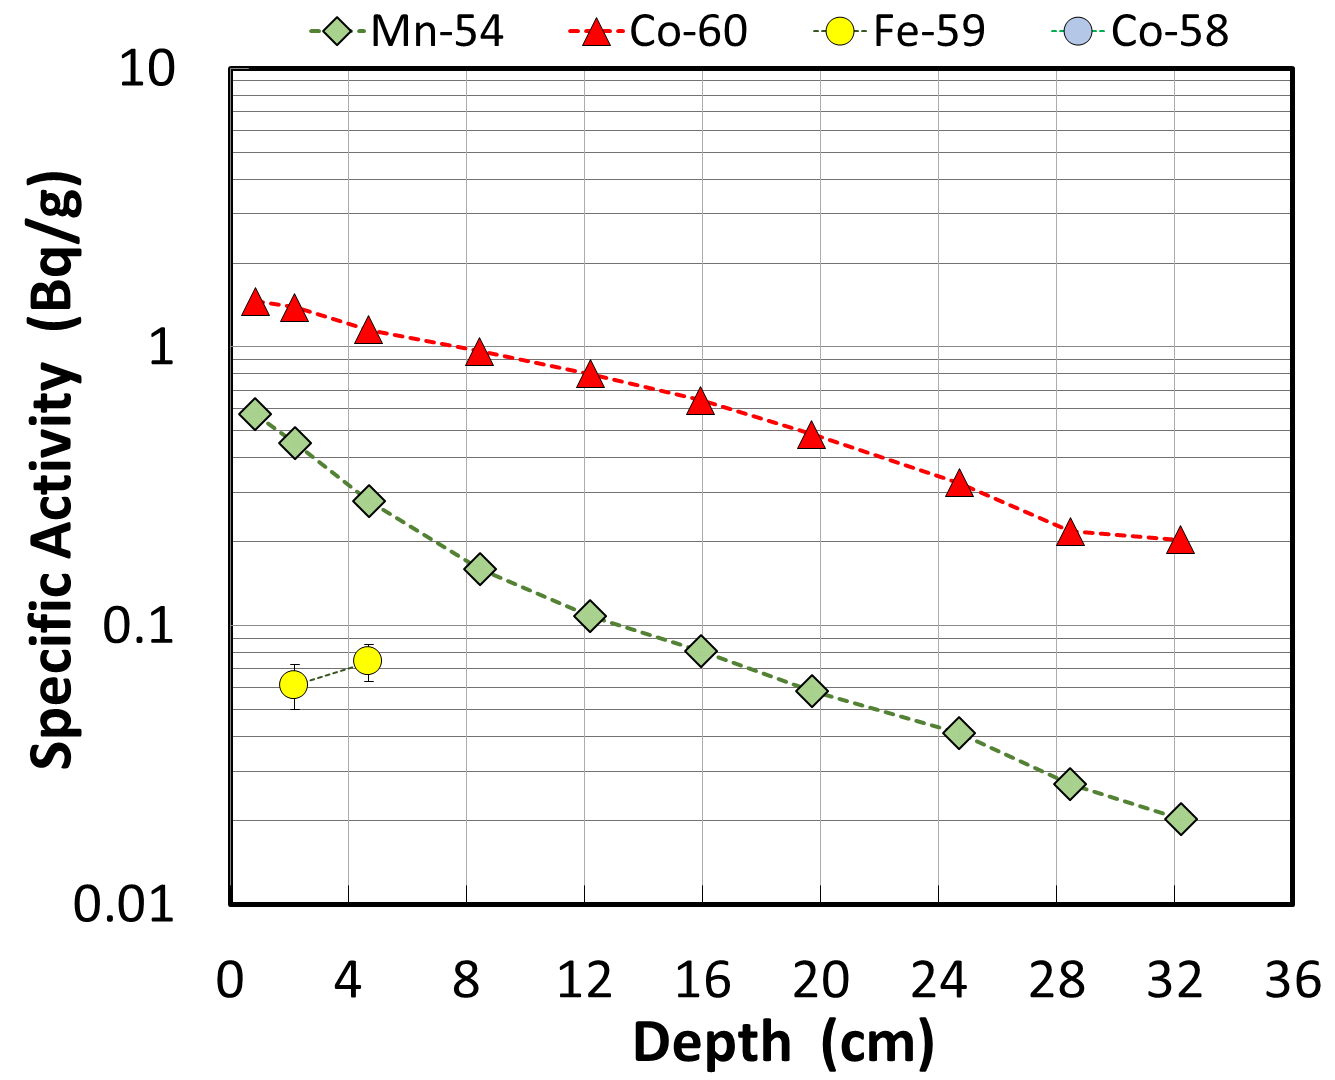 Mn-54 Co-60 Fe-59 Co-58
10
1
0.1
0.01
Specific Activity (Bq/g)
0 4 8 12 16 20 24 28 32 36
Depth (cm)